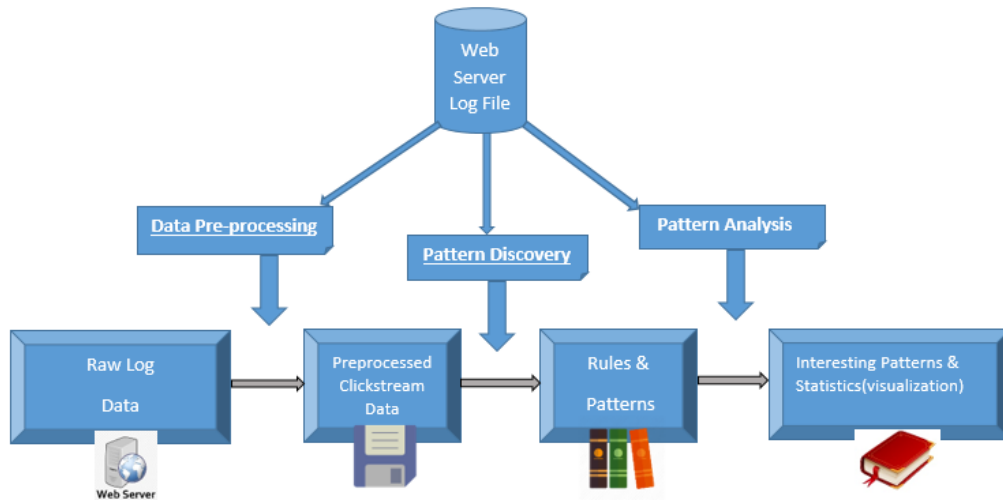 Web
Server
Log File
Data Pre-processing
Pattern Discovery
Pattern Analysis
Raw Log
Data
Web Server
Preprocessed
Clickstream
Data
Rules &
Patterns
Interesting Patterns &
Statistics(visualization)